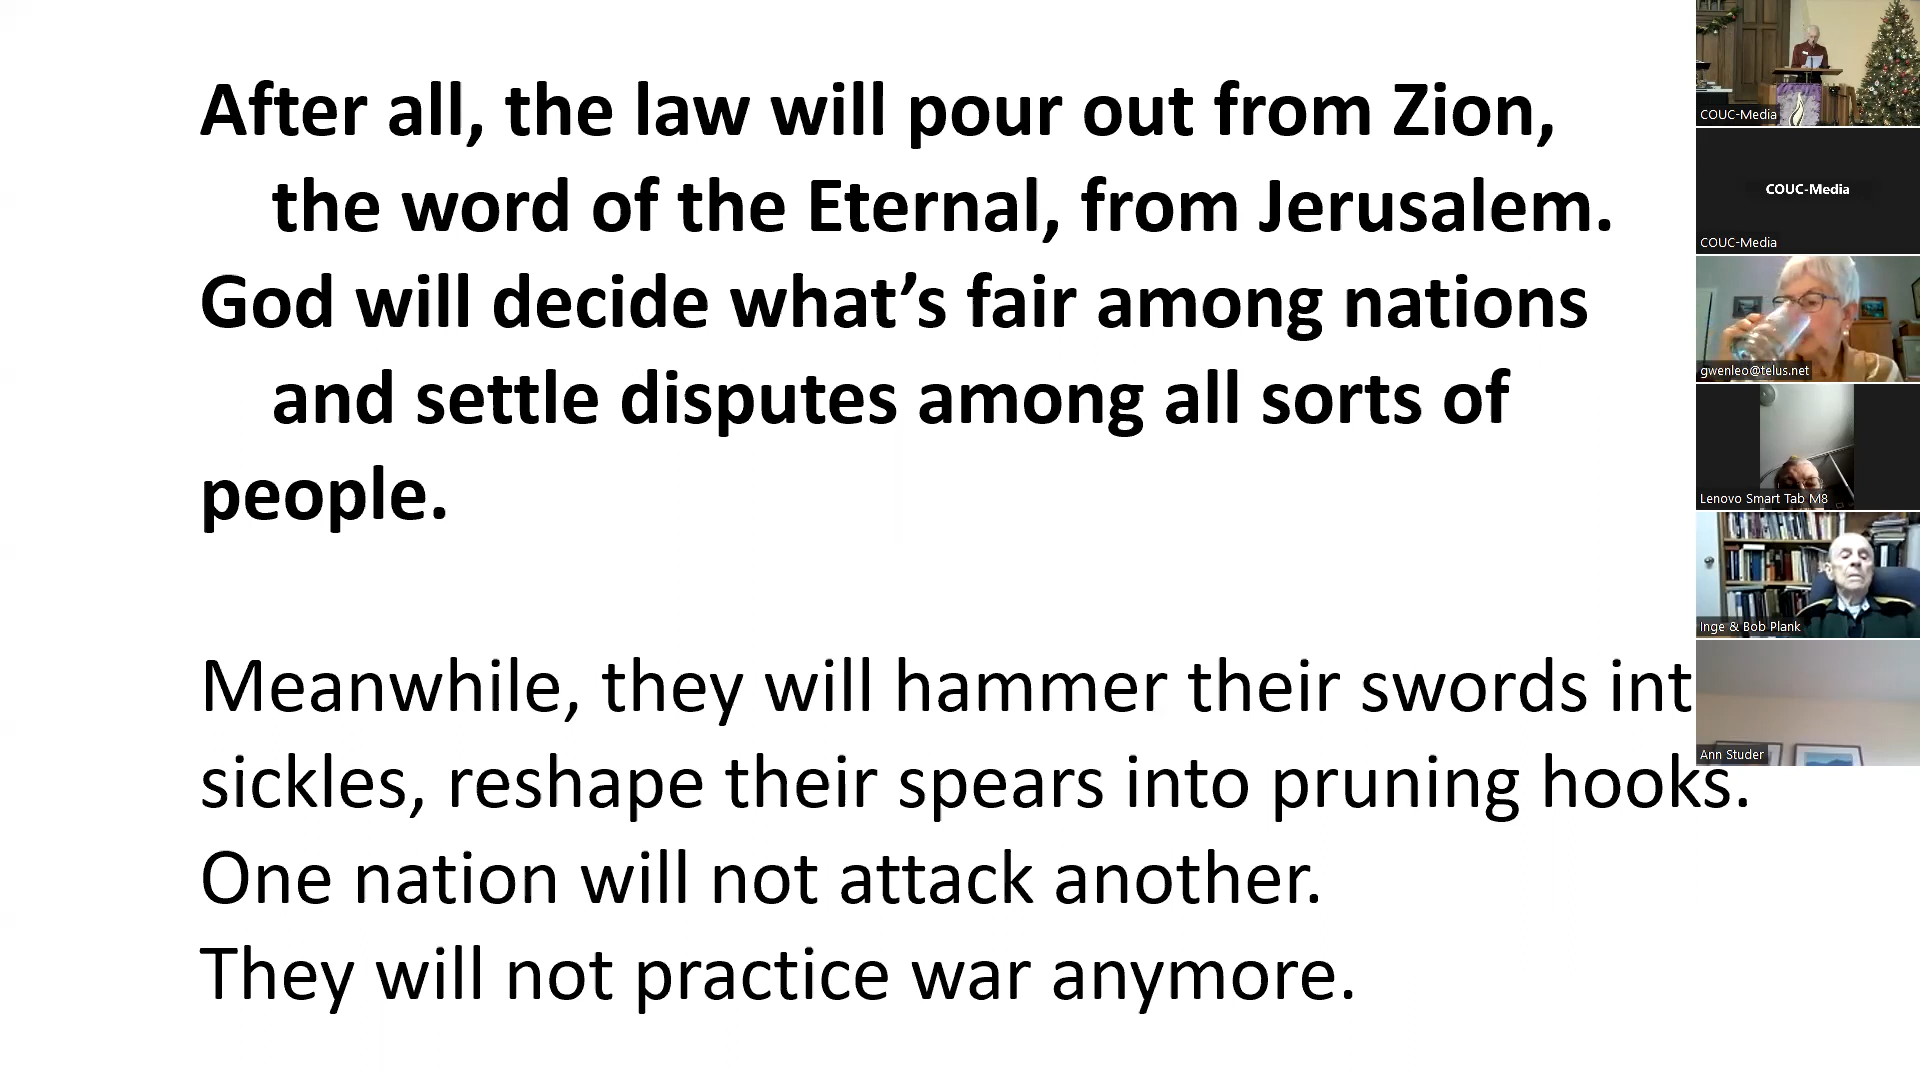 After all, the law will pour out from Zion,
the word of the Eternal, from Jerusalem.
God will decide what’s fair among nations
and settle disputes among all sorts of
people.
Meanwhile, they will hammer their swords int
sickles, reshape their spears into pruning hooks.
One nation will not attack another.
They will not practice war anymore.
COUC-Media
COUC-Media
COUC-Media
gwenleo@telus.net
Lenovo Smart Tab M8
Inge & Bob Plank
Ann Studer